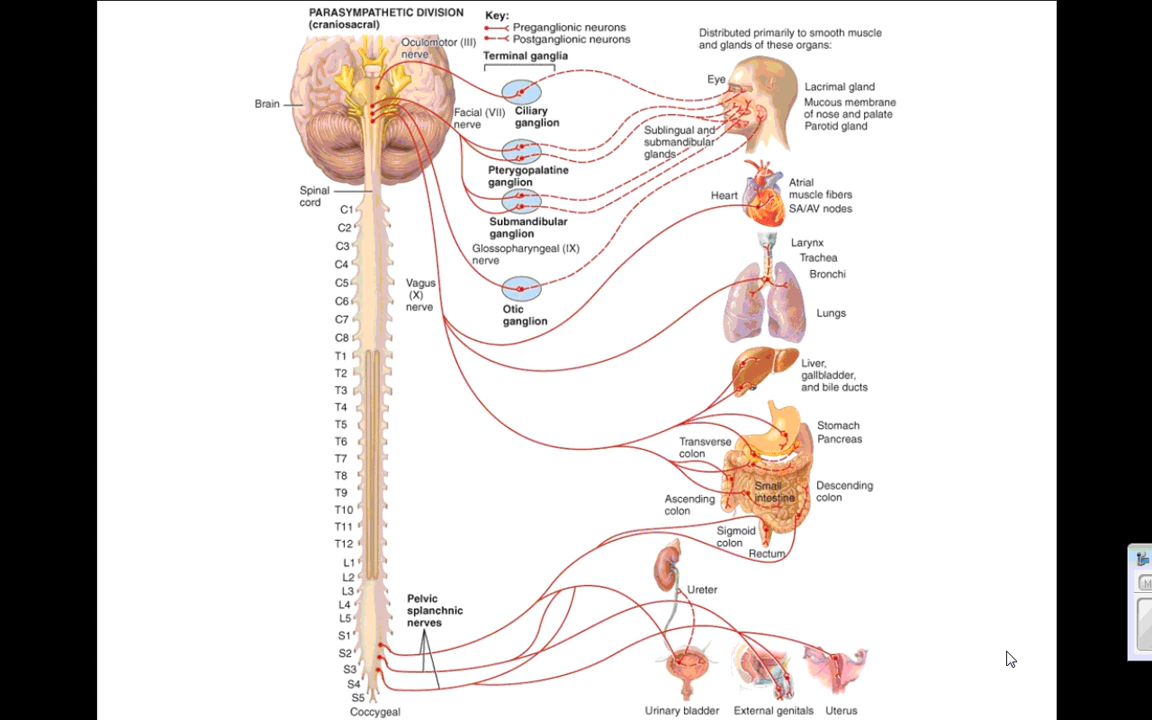 PARASYMPATHETIC DIVISION
(craniosacral)
Key:
Preganglionic neurons
Postganglionic neurons
Distributed primarily to smooth muscle
and glands of these organs:
Oculomotor (III)
nerve
Terminal ganglia
Eye
Lacrimal gland
Brain
Mucous membrane
of nose and palate
Parotid gland
Facial (VII)
nerve
Ciliary
ganglion
Sublingual and
submandibular
glands
Pterygopalatine
ganglion
Spinal
cord
Heart
Atrial
muscle fibers
SA/AV nodes
Submandibular
ganglion
Glossopharyngeal (IX)
nerve
Larynx
Trachea
Bronchi
Vagus
(X)
nerve
Otic
ganglion
Lungs
C1
C2
C3
C4
C5
C6
C7
C8
T1
T2
T3
T4
T5
T6
T7
T8
T9
T10
T11
T12
L1
L2
L3
L4
L5
S1
S2
S3
S4
S5
Coccygeal
Liver,
gallbladder,
and bile ducts
Stomach
Pancreas
Transverse
colon
Small
intestine
Descending
colon
Ascending
colon
Sigmoid
colon
Rectum
Ureter
Pelvic
splanchnic
nerves
Urinary bladder
External genitals
Uterus